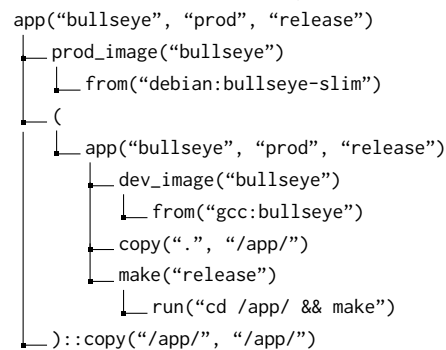 app(“bullseye”, “prod”, “release”)
prod_image(“bullseye”)
from(“debian:bullseye-slim”)
(
app(“bullseye”, “prod”, “release”)
dev_image(“bullseye”)
from(“gcc:bullseye”)
copy(“.”, “/app/”)
make(“release”)
run(“cd /app/ && make”)
)::copy(“/app/”, “/app/”)